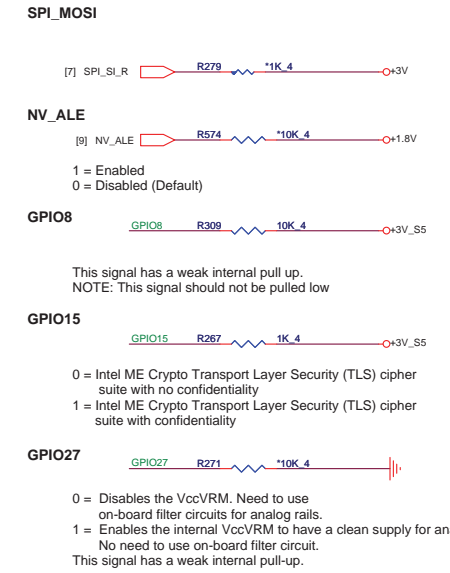 SPI_MOSI
[7] SPI_SI_R R279 *1K_4 +3V
NV_ALE
[9] NV_ALE R574 *10K_4 +1.8V
1 = Enabled
0 = Disabled (Default)
GPIO8
GPIO8 R309 10K_4 +3V_S5
This signal has a weak internal pull up.
NOTE: This signal should not be pulled low
GPIO15
GPIO15 R267 1K_4 +3V_S5
0 = Intel ME Crypto Transport Layer Security (TLS) cipher
suite with no confidentiality
1 = Intel ME Crypto Transport Layer Security (TLS) cipher
suite with confidentiality
GPIO27
GPIO27 R271 *10K_4
0 = Disables the VccVRM. Need to use
on-board filter circuits for analog rails.
1 = Enables the internal VccVRM to have a clean supply for an
No need to use on-board filter circuit.
This signal has a weak internal pull-up.